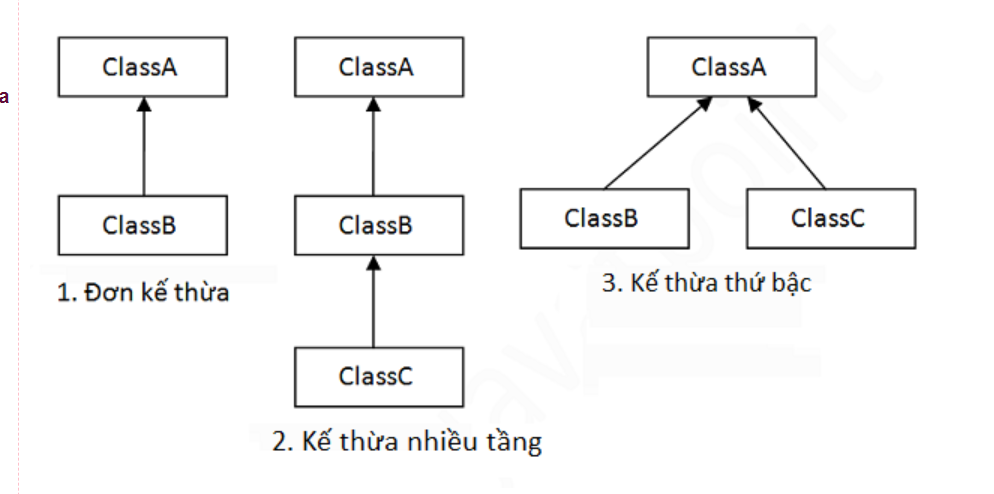 a
ClassA
ClassB
1. Đơn kế thừa
ClassA
ClassB
ClassC
2. Kế thừa nhiều tầng
ClassA
ClassB
ClassC
3. Kế thừa thứ bậc